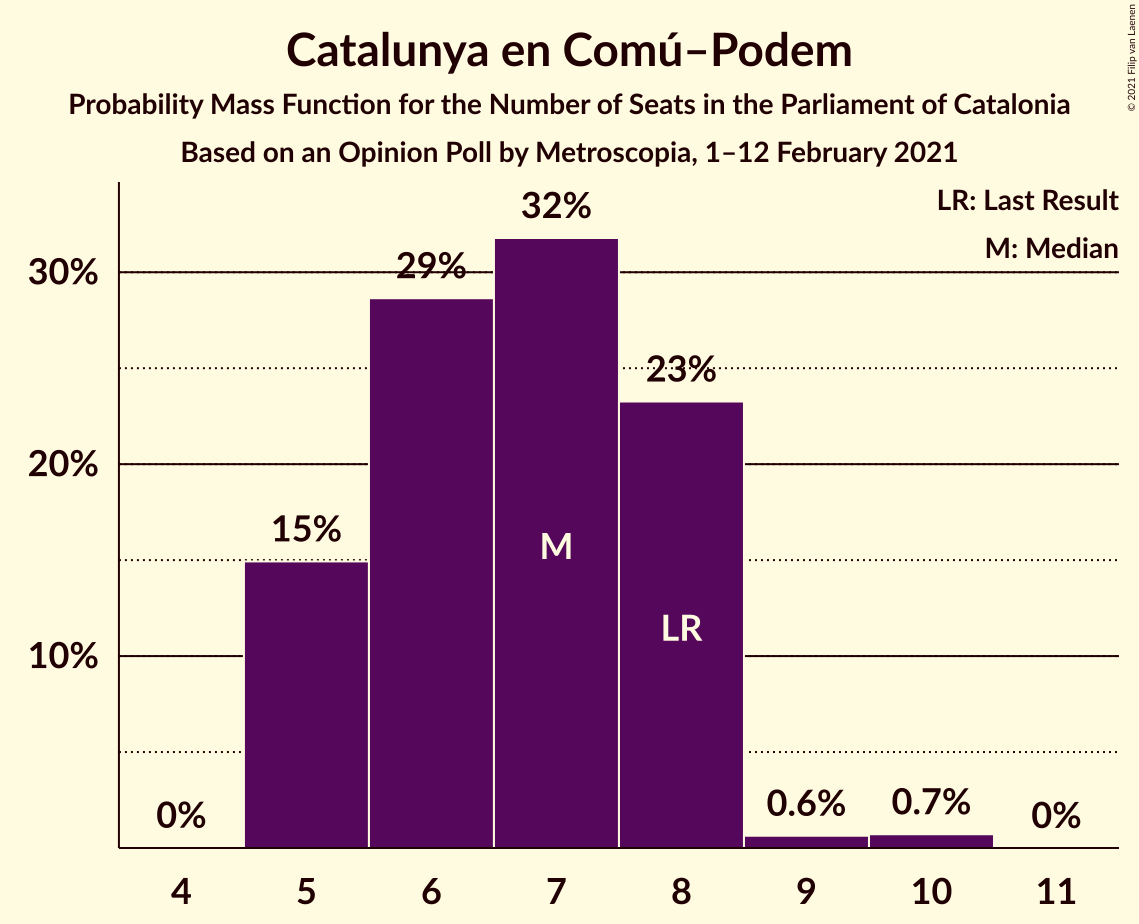 Catalunya en Comú–Podem
Probability Mass Function for the Number of Seats in the Parliament of Catalonia
Based on an Opinion Poll by Metroscopia, 1–12 February 2021
© 2021 Filip van Laenen
LR: Last Result
M: Median
32%
29%
30%
23%
20%
15%
M
LR
10%
0%
0.6%
0.7%
0%
4 5 6 7 8 9 10 11